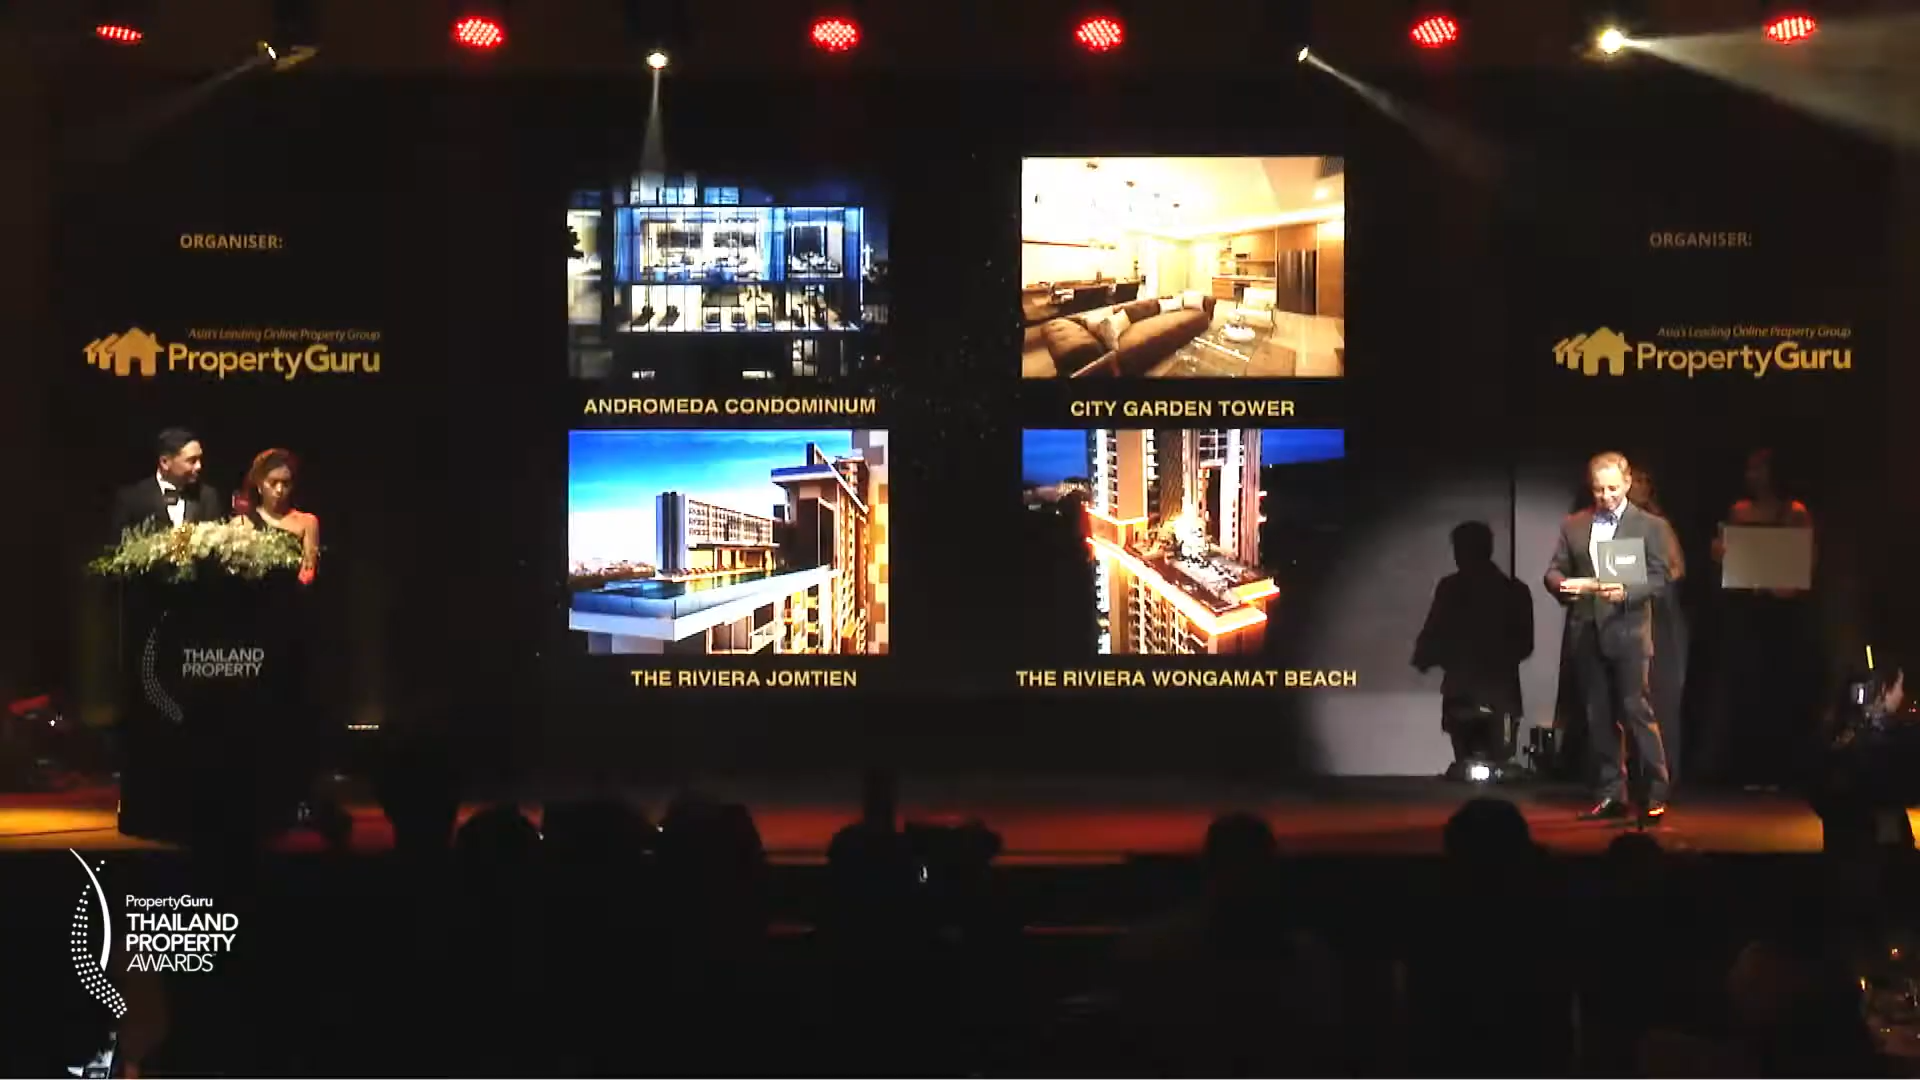 ORGANISER:
Asia's Leading Online Property Group
PropertyGuru
ANDROMEDA CONDOMINIUM
CITY GARDEN TOWER
THE RIVIERA JOMTIEN
THE RIVIERA WONGAMAT BEACH
ORGANISER:
Asia's Leading Online Property Group
PropertyGuru
THAILAND
PROPERTY
PropertyGuru
THAILAND
PROPERTY
AWARDS